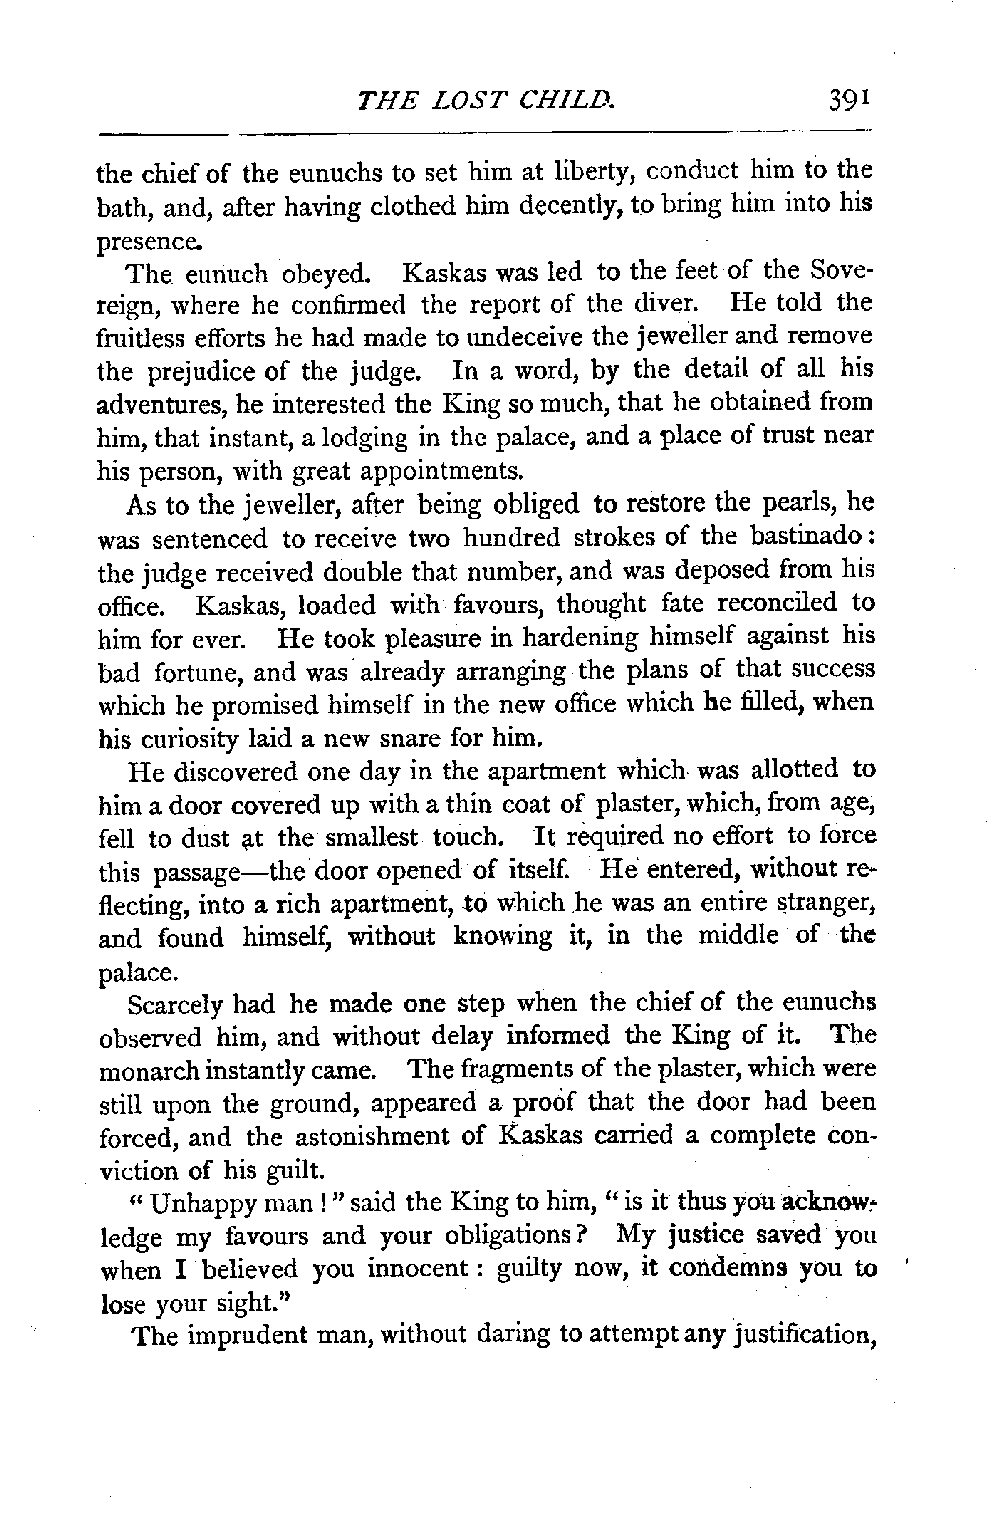 THE LOST CHILD. 391
the chief of the eunuchs to set him at liberty, conduct him to the
bath, and, after having clothed him decently, to bring him into his
presence.
The eunuch obeyed. Kaskas was led to the feet of the Sove-
reign, where he confirmed the report of the diver. He told the
fruitless efforts he had made to undeceive the jeweller and remove
the prejudice of the judge. In a word, by the detail of all his
adventures, he interested the King so much, that he obtained from
him, that instant, a lodging in the palace, and a place of trust near
his person, with great appointments.
As to the jeweller, after being obliged to restore the pearls, he
was sentenced to receive two hundred strokes of the bastinado:
the judge received double that number, and was deposed from his
office. Kaskas, loaded with favours, thought fate reconciled to
him for ever. He took pleasure in hardening himself against his
bad fortune, and was already arranging the plans of that success
which he promised himself in the new office which he filled, when
his curiosity laid a new snare for him.
He discovered one day in the apartment which was allotted to
him a door covered up with a thin coat of plaster, which, from age,
fell to dust at the smallest touch. It required no effort to force
this passage—the door opened of itself. He entered, without re-
flecting, into a rich apartment, to which he was an entire stranger,
and found himself, without knowing it, in the middle of the
palace.
Scarcely had he made one step when the chief of the eunuchs
observed him, and without delay informed the King of it. The
monarch instantly came. The fragments of the plaster, which were
still upon the ground, appeared a proof that the door had been
forced, and the astonishment of Kaskas carried a complete con-
viction of his guilt.
“Unhappy man!” said the King to him, “is it thus you acknow-
ledge my favours and your obligations? My justice saved you
when I believed you innocent: guilty now, it condemns you to
lose your sight.”
The imprudent man, without daring to attempt any justification,